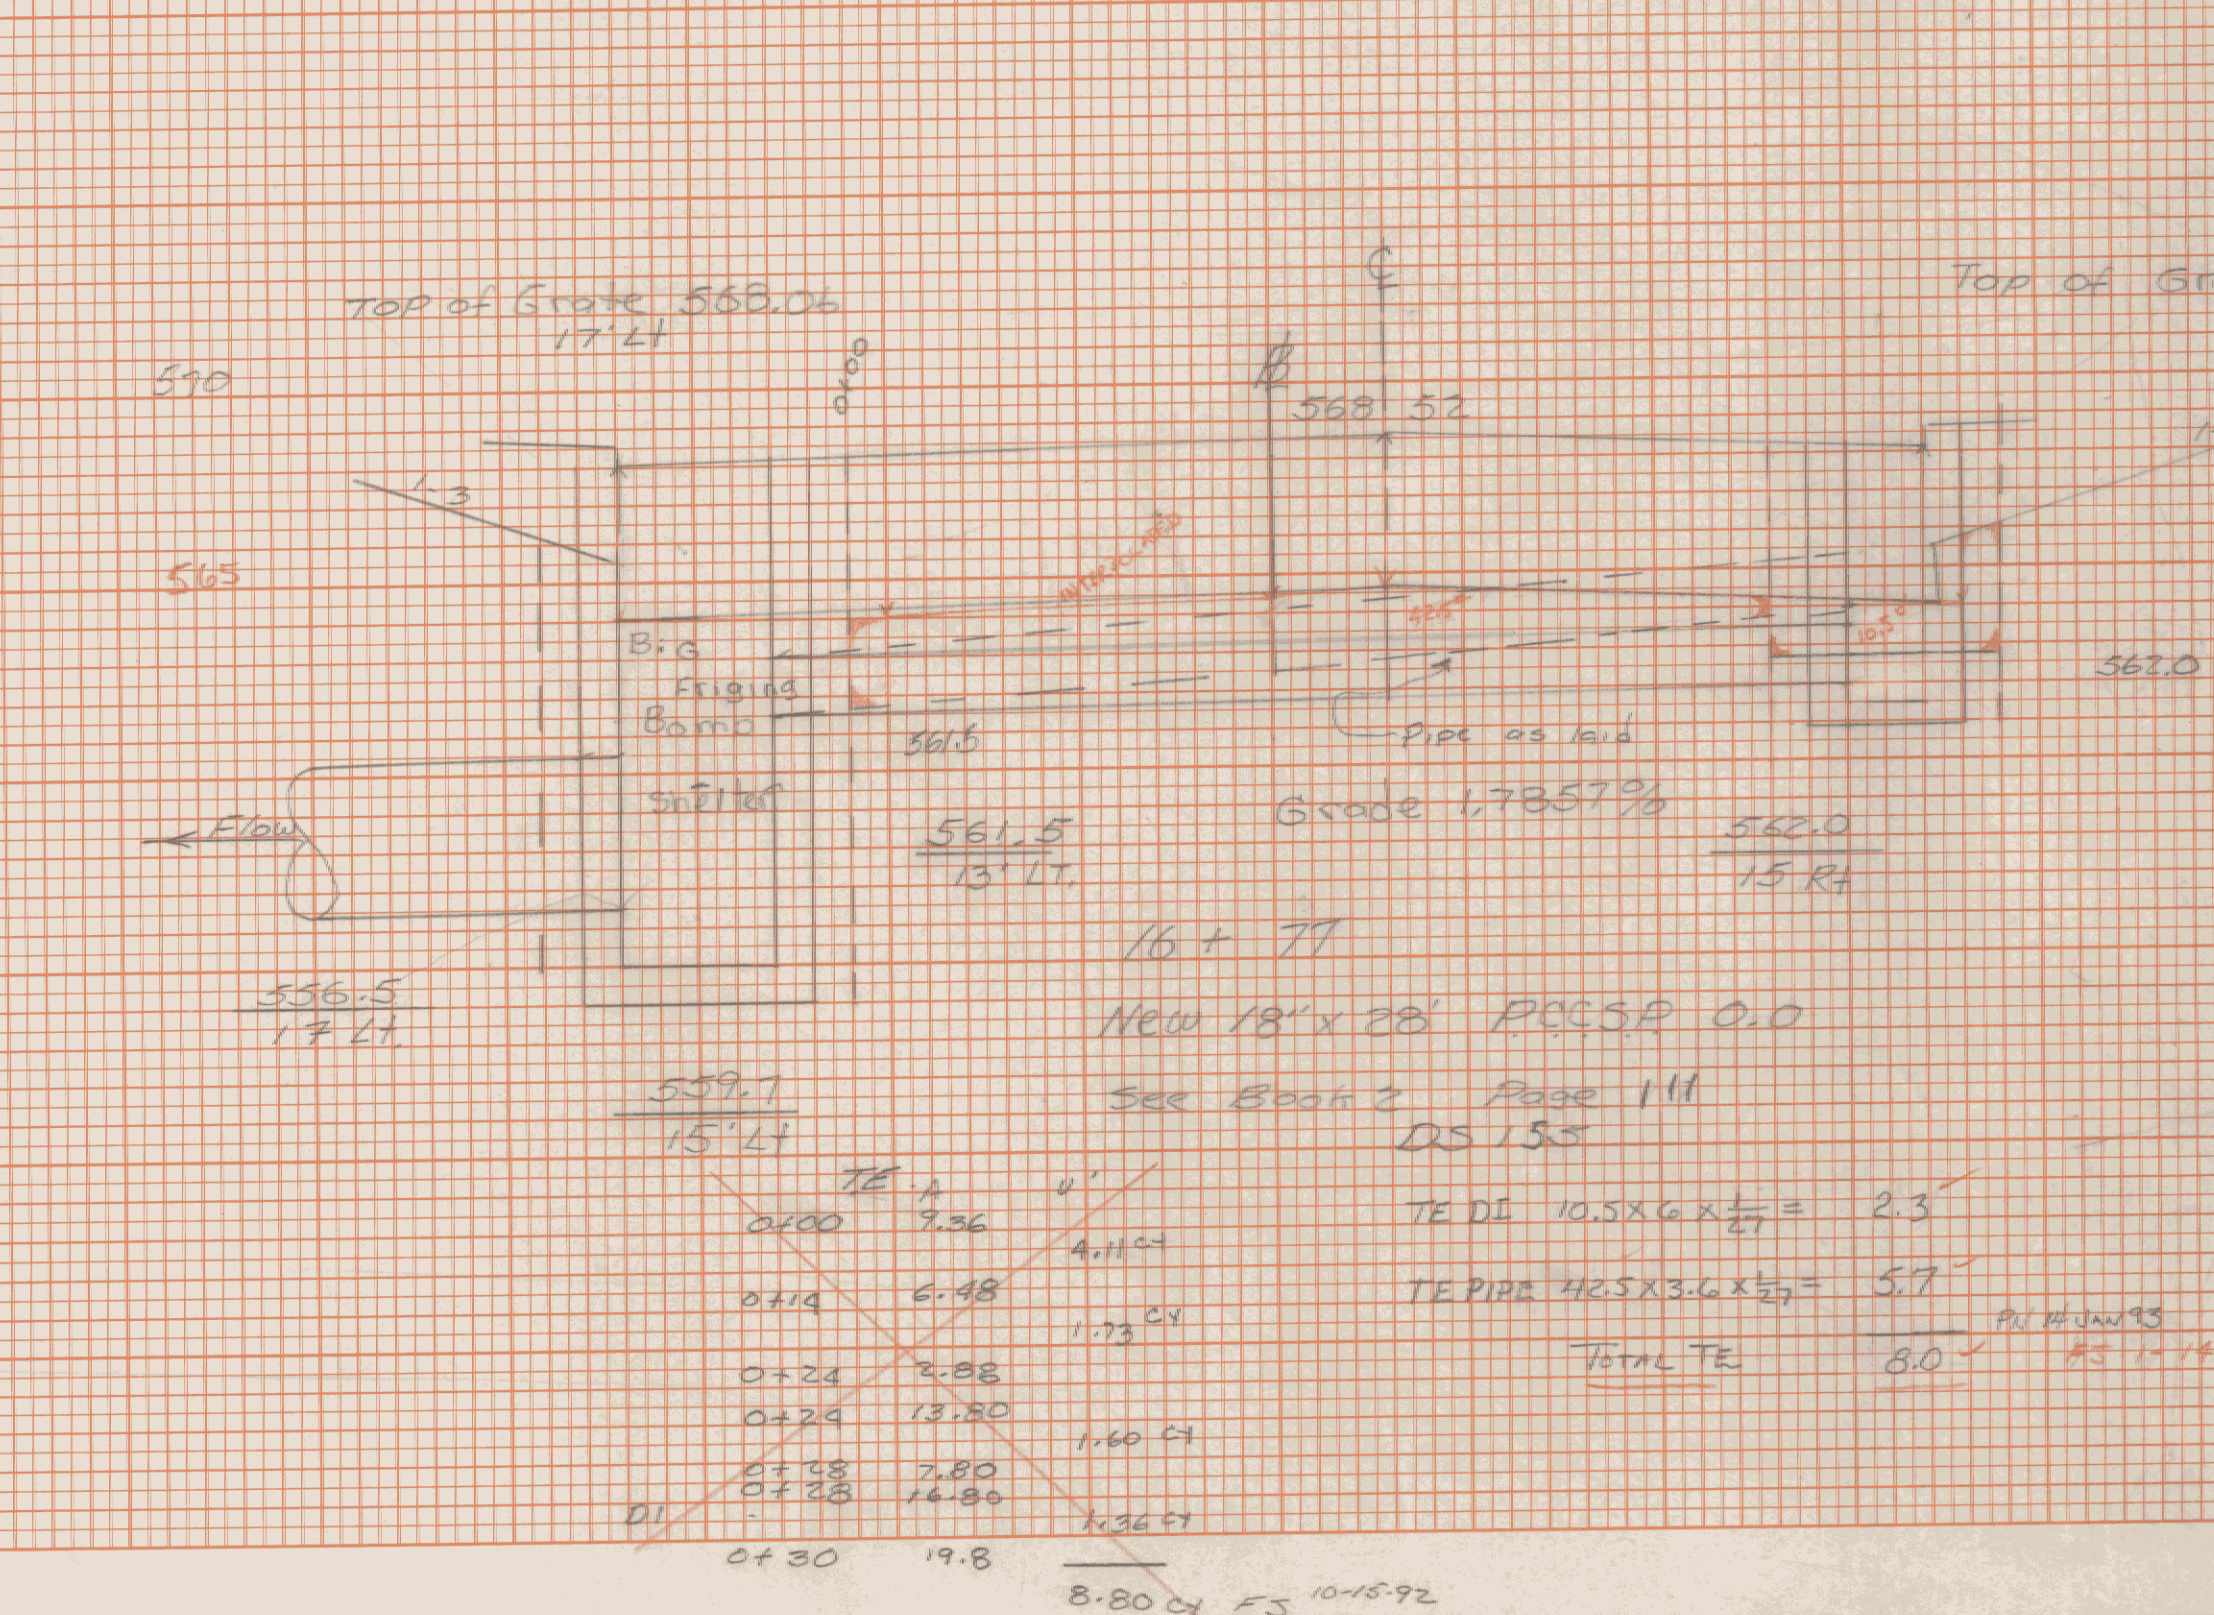 ℄
Top of Gr
Top of Grate 568.06
17' Lt
590
568 52
1-3
INTERPOLATED
565
42.5
10.5
Big
Friging
Bomb
Shelter
562.0
561.5
Pipe as laid
Grade 1.7857%
Flow
561.5
13' LT.
562.0
15 Rt
16 + 77
556.5
17 Lt.
New 18" x 28' P.C.C.S.P. 0.0
559.7
15' Lt
See Book 2 Page 111
DS 155
TE A V
0+00 9.36
4.11 CY
0+14 6.48
1.73 CY
0+24 2.88
0+24 13.80
1.60 CY
0+28 7.80
0+28 16.80
DI
1.36 CY
0+30 19.8
8.80 CY FS 10-15-92
TE DI 10.5 x 6 x 1/27 = 2.3
TE PIPE 42.5 x 3.6 x 1/27 = 5.7
TOTAL TE 8.0
14 JAN 93